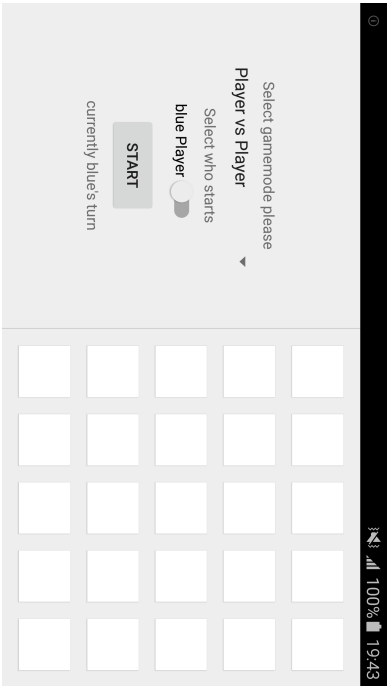 100% 19:43
Select gamemode please
Player vs Player
Select who starts
blue Player
START
currently blue's turn